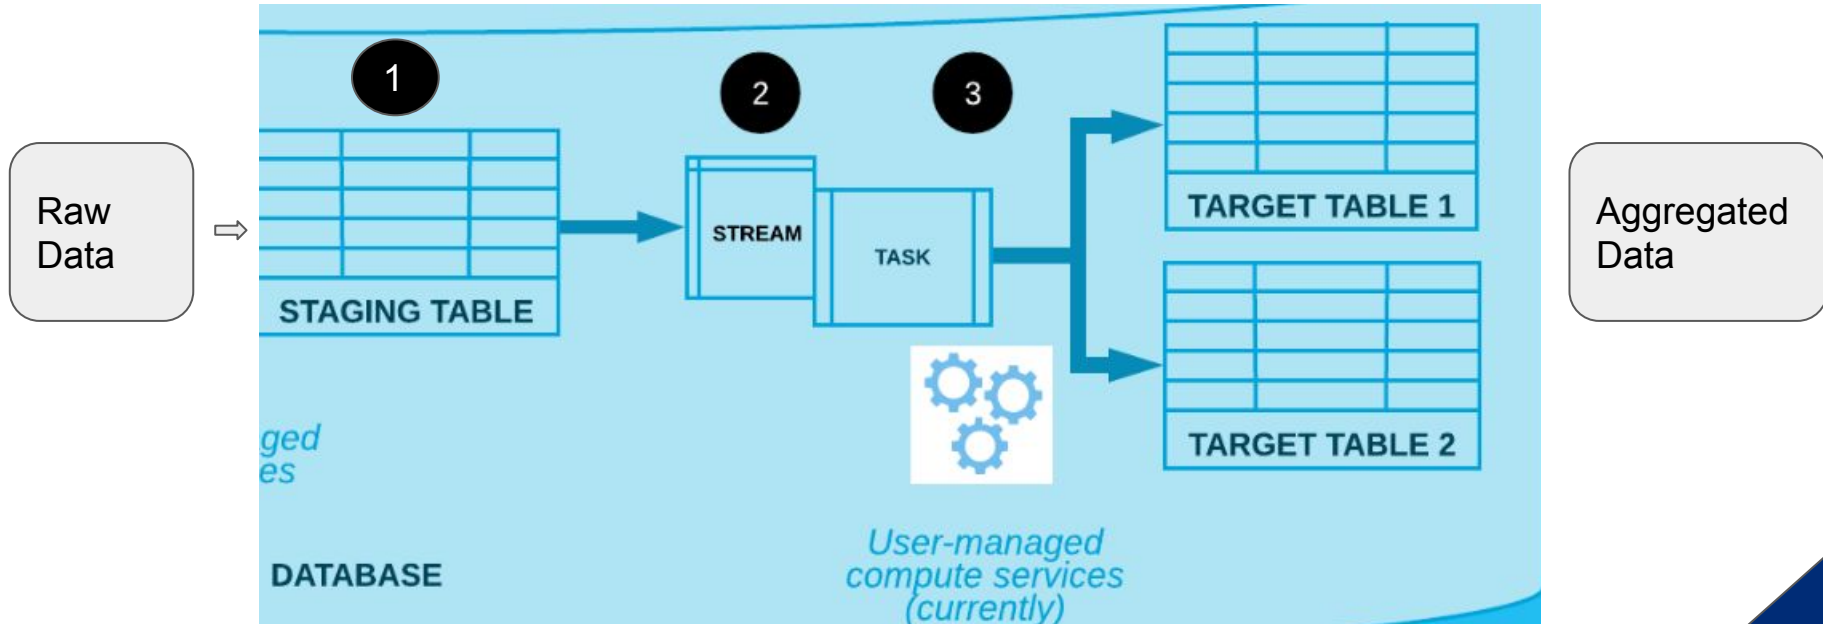 Raw
Data
⇨
1
2
3
STAGING TABLE
STREAM
TASK
TARGET TABLE 1
TARGET TABLE 2
Aggregated
Data
ged
es
DATABASE
User-managed
compute services
(currently)